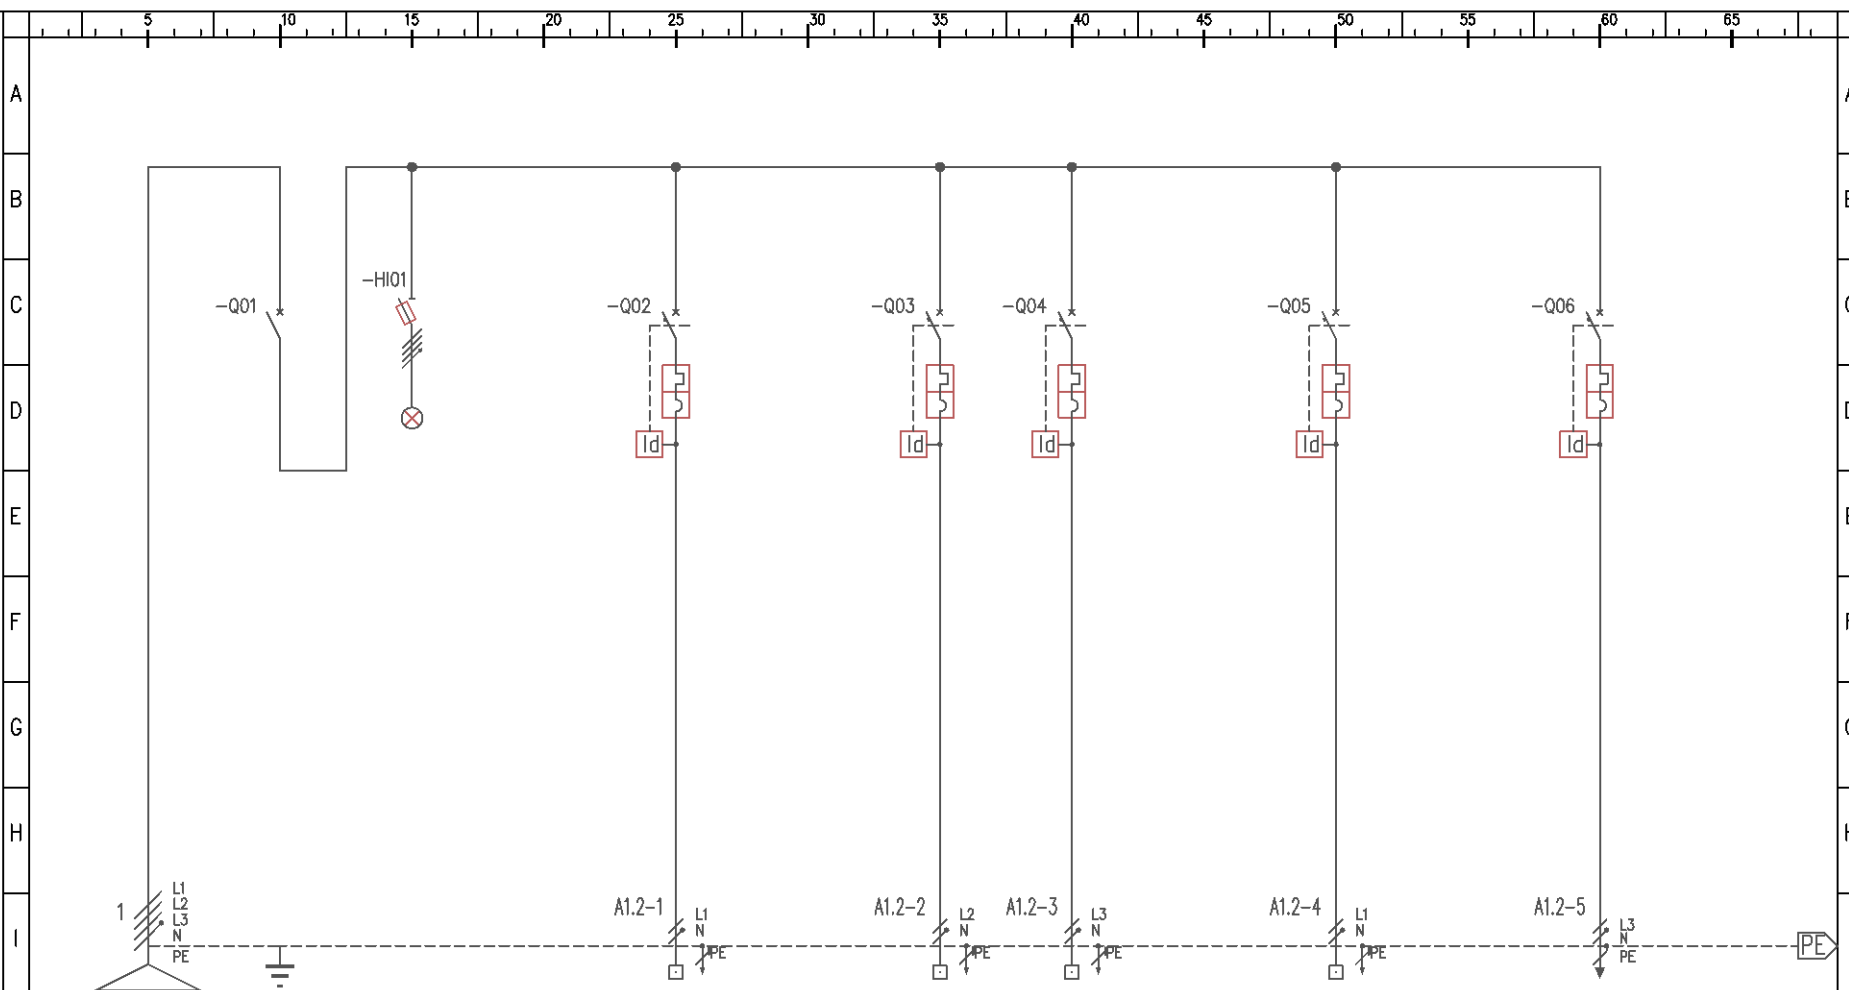 5 10 15 20 25 30 35 40 45 50 55 60 65
A
B
-HI01
C -Q01 -Q02 -Q03 -Q04 -Q05 -Q06
D
Id Id Id Id Id
E
F
G
H
L1
1 L2 A1.2-1 A1.2-2 A1.2-3 A1.2-4 A1.2-5
L3 L1 L2 L3 L1 L3
I N N N N N N
PE PE PE PE PE PE PE